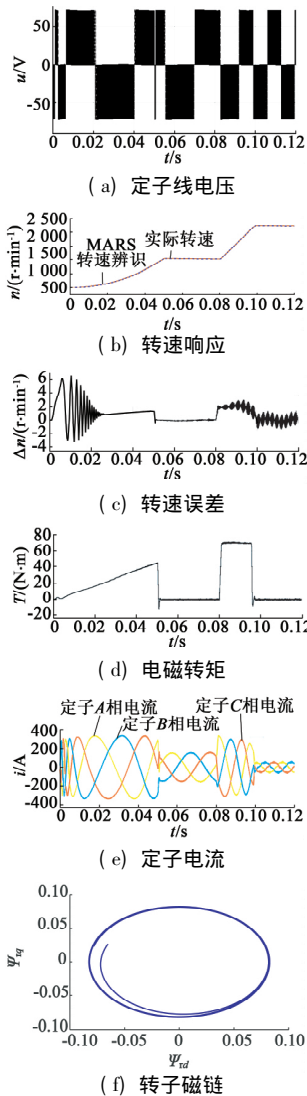 u/V
50
0
-50
0 0.02 0.04 0.06 0.08 0.10 0.12
t/s
(a) 定子线电压
n/(r·min⁻¹)
2 500
2 000
1 500
1 000
500
MARS
转速辨识
实际转速
0 0.02 0.04 0.06 0.08 0.10 0.12
t/s
(b) 转速响应
Δn/(r·min⁻¹)
6
4
2
0
-2
-4
0 0.02 0.04 0.06 0.08 0.10 0.12
t/s
(c) 转速误差
T/(N·m)
80
60
40
20
0
-20
0 0.02 0.04 0.06 0.08 0.10 0.12
t/s
(d) 电磁转矩
定子A相电流
定子B相电流
定子C相电流
i/A
400
200
0
-200
-400
0 0.02 0.04 0.06 0.08 0.10 0.12
t/s
(e) 定子电流
Ψrq
0.10
0.05
0
-0.05
-0.10
-0.10 -0.05 0 0.05 0.10
Ψrd
(f) 转子磁链